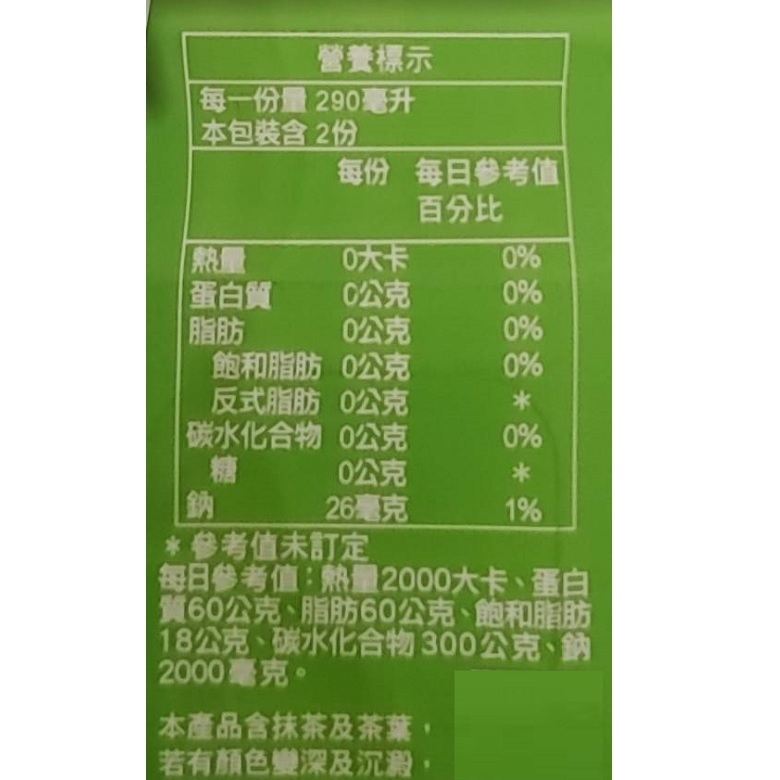 營養標示
每一份量 290毫升
本包裝含 2份
每份 每日參考值
百分比
熱量 0大卡 0%
蛋白質 0公克 0%
脂肪 0公克 0%
飽和脂肪 0公克 0%
反式脂肪 0公克 *
碳水化合物 0公克 0%
糖 0公克 *
鈉 26毫克 1%
* 參考值未訂定
每日參考值：熱量2000大卡、蛋白
質60公克、脂肪60公克、飽和脂肪
18公克、碳水化合物 300公克、鈉
2000毫克。
本產品含抹茶及茶葉，
若有顏色變深及沉澱，